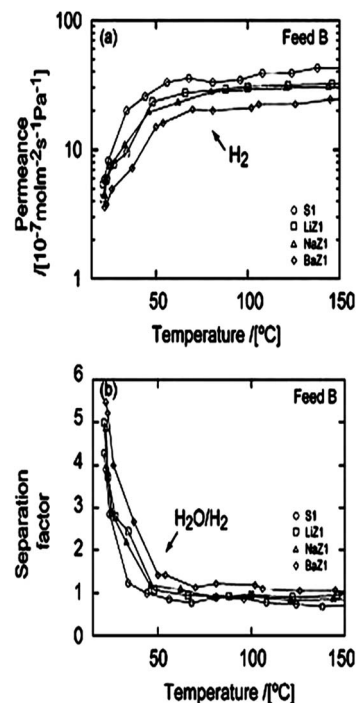 (a)
Feed B
Permeance
/[10-7molm-2s-1Pa-1]
100
10
1
H2
S1
LiZ1
NaZ1
BaZ1
50
100
150
Temperature /[ºC]
(b)
Feed B
Separation
factor
6
5
4
3
2
1
0
H2O/H2
S1
LiZ1
NaZ1
BaZ1
50
100
150
Temperature /[ºC]